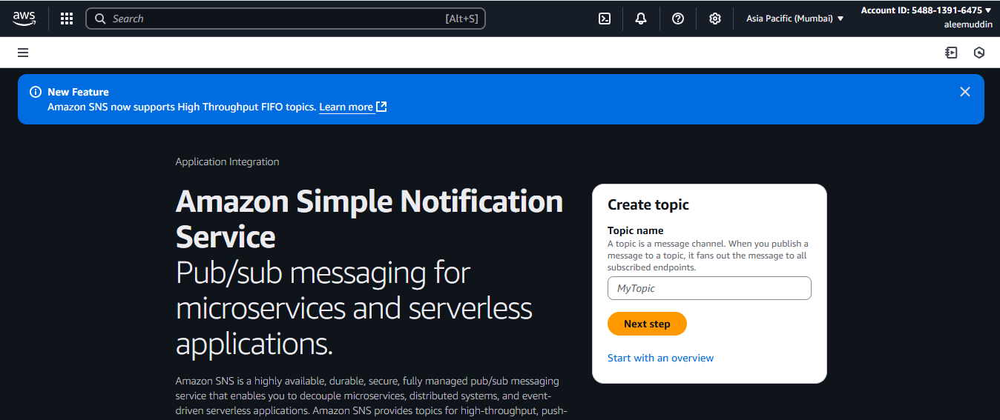 aws
Search
[Alt+S]
Asia Pacific (Mumbai)
Account ID: 5488-1391-6475
aleemuddin
New Feature
Amazon SNS now supports High Throughput FIFO topics. Learn more
Application Integration
Amazon Simple Notification
Service
Pub/sub messaging for
microservices and serverless
applications.
Amazon SNS is a highly available, durable, secure, fully managed pub/sub messaging
service that enables you to decouple microservices, distributed systems, and event-
driven serverless applications. Amazon SNS provides topics for high-throughput, push-
Create topic
Topic name
A topic is a message channel. When you publish a
message to a topic, it fans out the message to all
subscribed endpoints.
MyTopic
Next step
Start with an overview